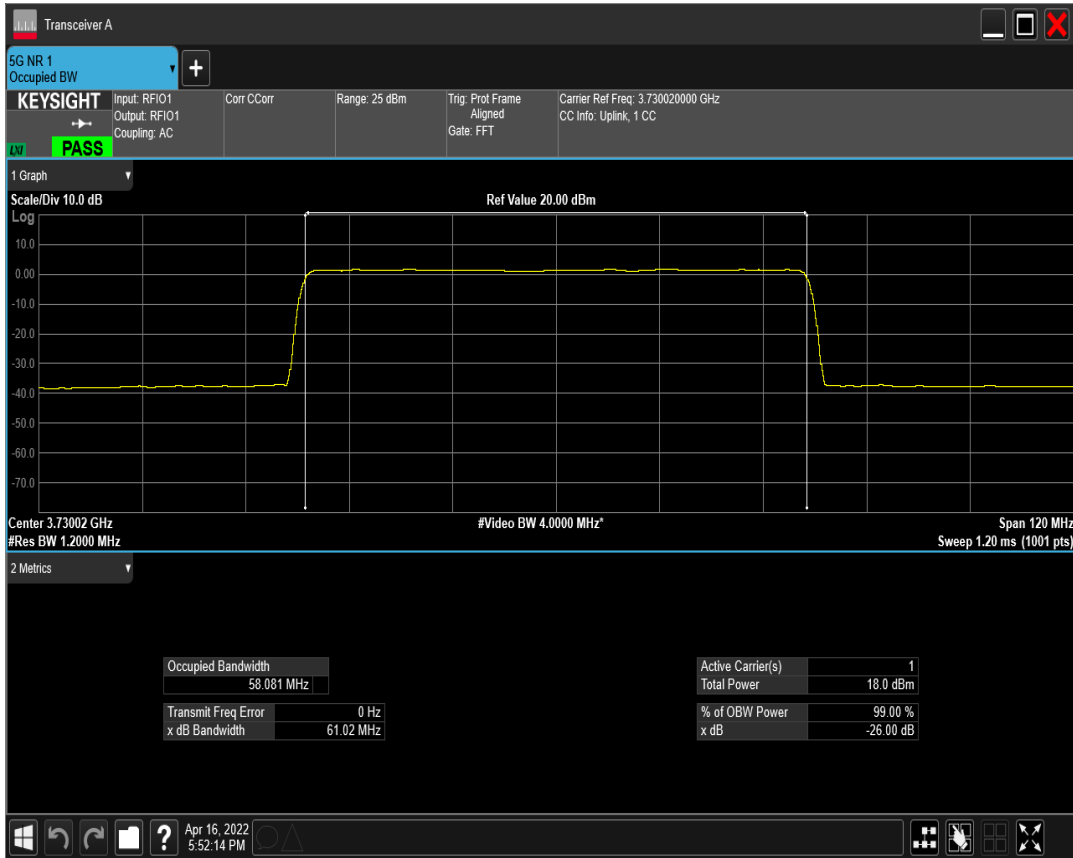 Transceiver A
5G NR 1
Occupied BW
+
KEYSIGHT
Input: RFIO1
Output: RFIO1
Coupling: AC
Corr CCorr
Range: 25 dBm
Trig: Prot Frame
Aligned
Gate: FFT
Carrier Ref Freq: 3.730020000 GHz
CC Info: Uplink, 1 CC
LXI
PASS
1 Graph
Scale/Div 10.0 dB
Ref Value 20.00 dBm
Log
10.0
0.00
-10.0
-20.0
-30.0
-40.0
-50.0
-60.0
-70.0
Center 3.73002 GHz
#Video BW 4.0000 MHz*
Span 120 MHz
#Res BW 1.2000 MHz
Sweep 1.20 ms (1001 pts)
2 Metrics
Occupied Bandwidth
58.081 MHz
Transmit Freq Error 0 Hz
x dB Bandwidth 61.02 MHz
Active Carrier(s) 1
Total Power 18.0 dBm
% of OBW Power 99.00 %
x dB -26.00 dB
?
Apr 16, 2022
5:52:14 PM